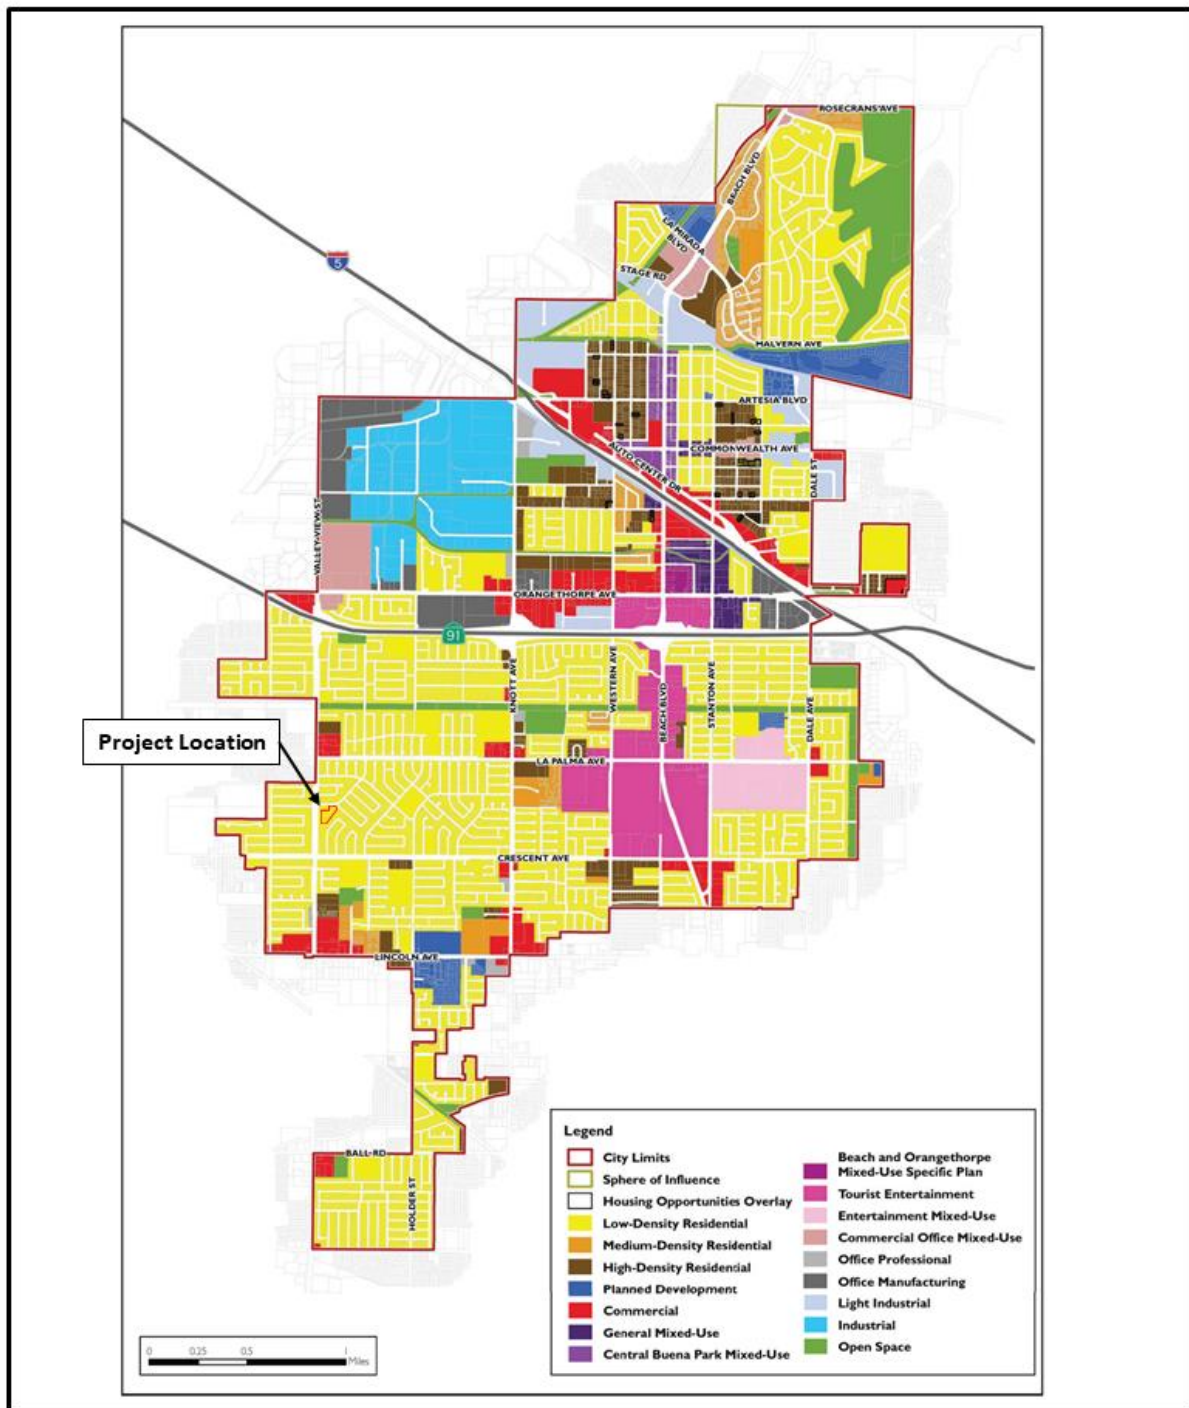 ROSECRANS AVE
BEACH BLVD
LA MIRADA
BLVD
STAGE RD
5
MALVERN AVE
ARTESIA BLVD
COMMONWEALTH AVE
AUTO CENTER DR
DALE ST
VALLEY VIEW ST
ORANGETHORPE AVE
91
KNOTT AVE
WESTERN AVE
BEACH BLVD
STANTON AVE
DALE AVE
Project Location
LA PALMA AVE
CRESCENT AVE
LINCOLN AVE
BALL RD
HOLDER ST
Legend
City Limits
Sphere of Influence
Housing Opportunities Overlay
Low-Density Residential
Medium-Density Residential
High-Density Residential
Planned Development
Commercial
General Mixed-Use
Central Buena Park Mixed-Use
Beach and Orangethorpe
Mixed-Use Specific Plan
Tourist Entertainment
Entertainment Mixed-Use
Commercial Office Mixed-Use
Office Professional
Office Manufacturing
Light Industrial
Industrial
Open Space
0 0.25 0.5 1
Miles